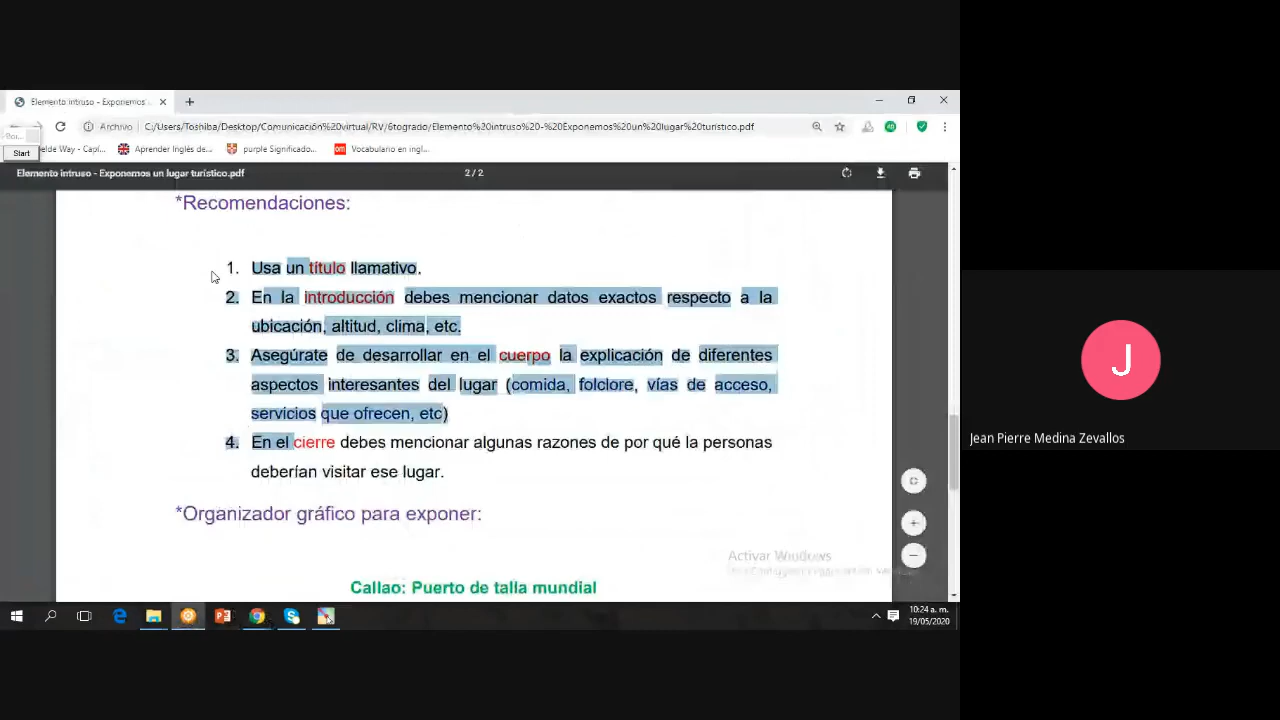 Elemento intruso - Exponemos
Archivo C:/Users/Toshiba/Desktop/Comunicación%20virtual/RV/6togrado/Elemento%20intruso%20-%20Exponemos%20un%20lugar%20turístico.pdf
Start
elde Way - Capí... Aprender Inglés de... purple Significado... om Vocabulario en ingl...
Elemento intruso - Exponemos un lugar turístico.pdf 2 / 2
*Recomendaciones:
1. Usa un título llamativo.
2. En la introducción debes mencionar datos exactos respecto a la
ubicación, altitud, clima, etc.
3. Asegúrate de desarrollar en el cuerpo la explicación de diferentes
aspectos interesantes del lugar (comida, folclore, vías de acceso,
servicios que ofrecen, etc)
4. En el cierre debes mencionar algunas razones de por qué la personas
deberían visitar ese lugar.
*Organizador gráfico para exponer:
Activar Windows
Callao: Puerto de talla mundial
10:24 a. m.
19/05/2020
J
Jean Pierre Medina Zevallos